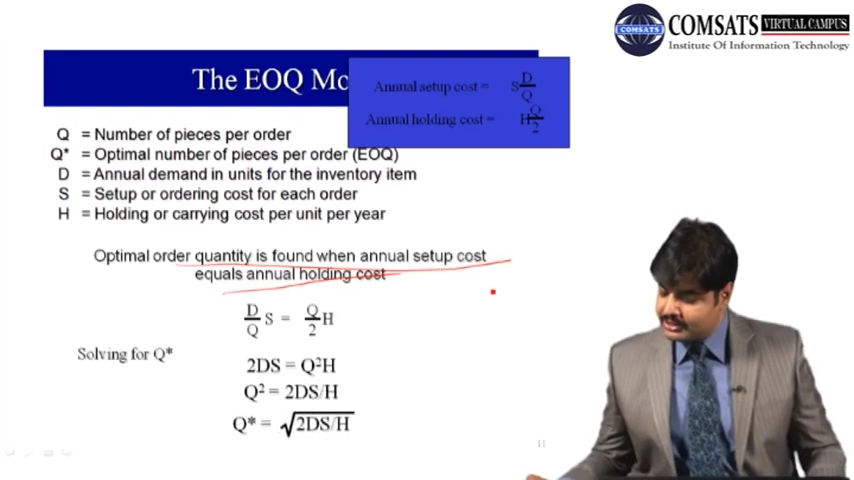 COMSATS VIRTUAL CAMPUS
COMSATS
Institute Of Information Technology
The EOQ Mo
Annual setup cost = S D/Q
Annual holding cost = H Q/2
Q = Number of pieces per order
Q* = Optimal number of pieces per order (EOQ)
D = Annual demand in units for the inventory item
S = Setup or ordering cost for each order
H = Holding or carrying cost per unit per year
Optimal order quantity is found when annual setup cost
equals annual holding cost
D/Q S = Q/2 H
Solving for Q*
2DS = Q²H
Q² = 2DS/H
Q* = √2DS/H
11